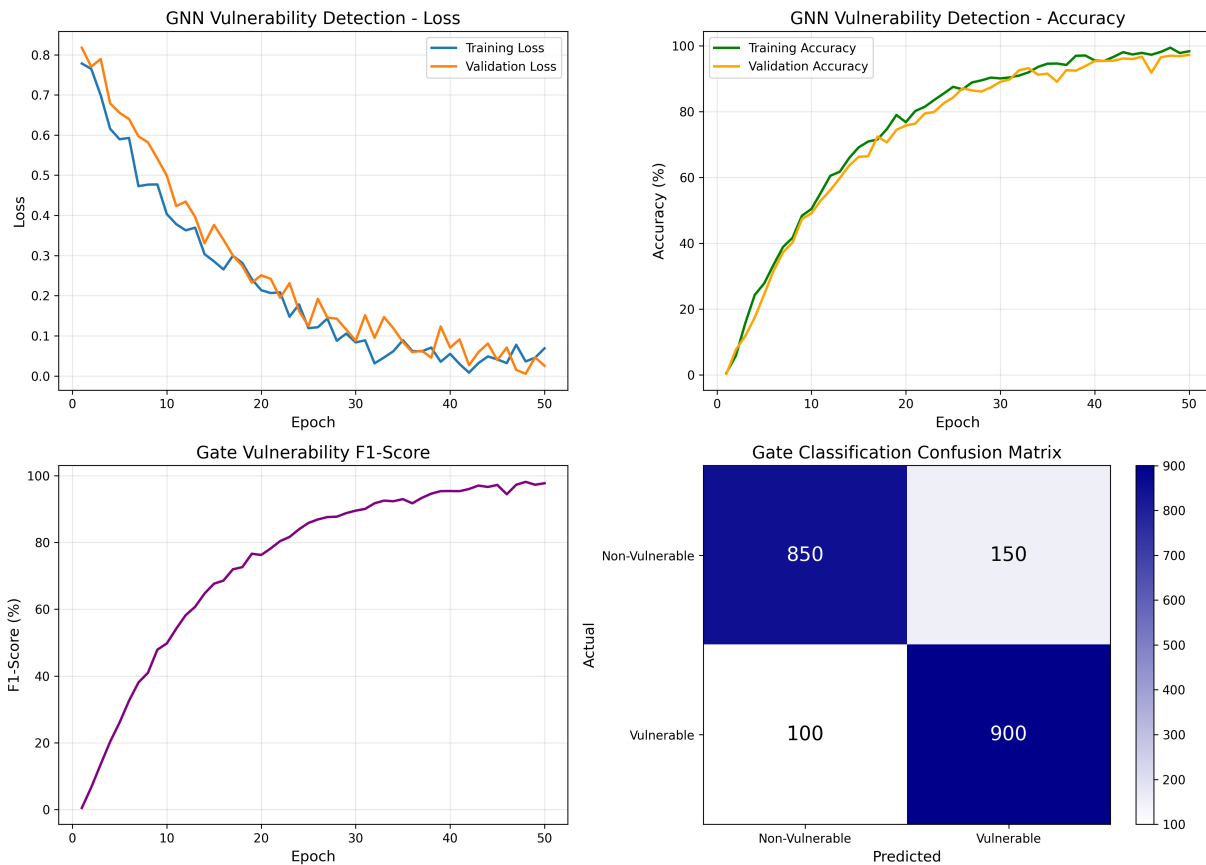 GNN Vulnerability Detection - Loss
Loss
0.8
0.7
0.6
0.5
0.4
0.3
0.2
0.1
0.0
Training Loss
Validation Loss
0 10 20 30 40 50
Epoch
GNN Vulnerability Detection - Accuracy
Accuracy (%)
100
80
60
40
20
0
Training Accuracy
Validation Accuracy
0 10 20 30 40 50
Epoch
Gate Vulnerability F1-Score
F1-Score (%)
100
80
60
40
20
0
0 10 20 30 40 50
Epoch
Gate Classification Confusion Matrix
Actual
Non-Vulnerable 850 150
Vulnerable 100 900
Non-Vulnerable Vulnerable
Predicted
900
800
700
600
500
400
300
200
100